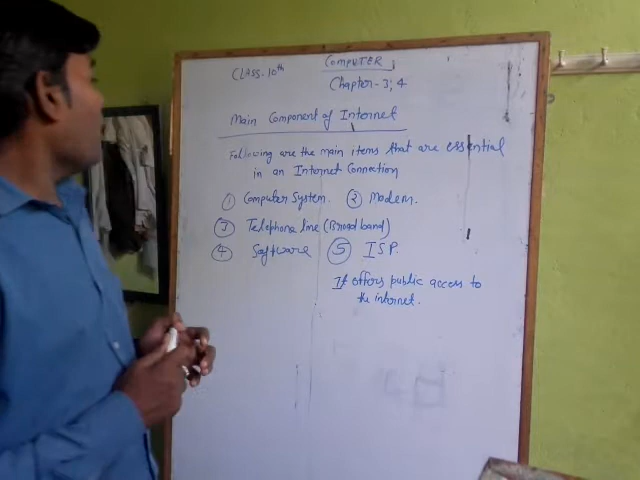 COMPUTER
CLASS-10th
Chapter-3,4
Main Component of Internet
Following are the main items that are essential
in an Internet Connection
① Computer System. ② Modem.
③ Telephone line (Broadband)
④ Software ⑤ ISP.
It offers public access to
the internet.